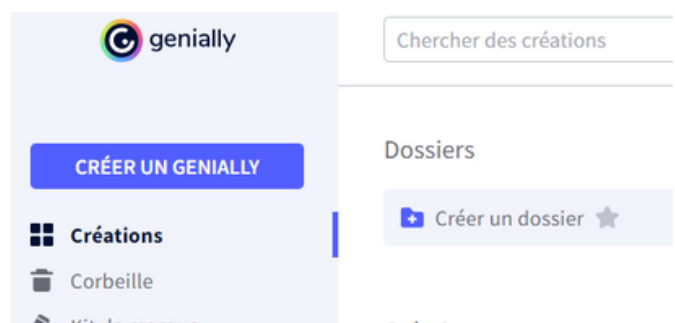 genially
Chercher des créations
CRÉER UN GENIALLY
Dossiers
Créer un dossier
Créations
Corbeille